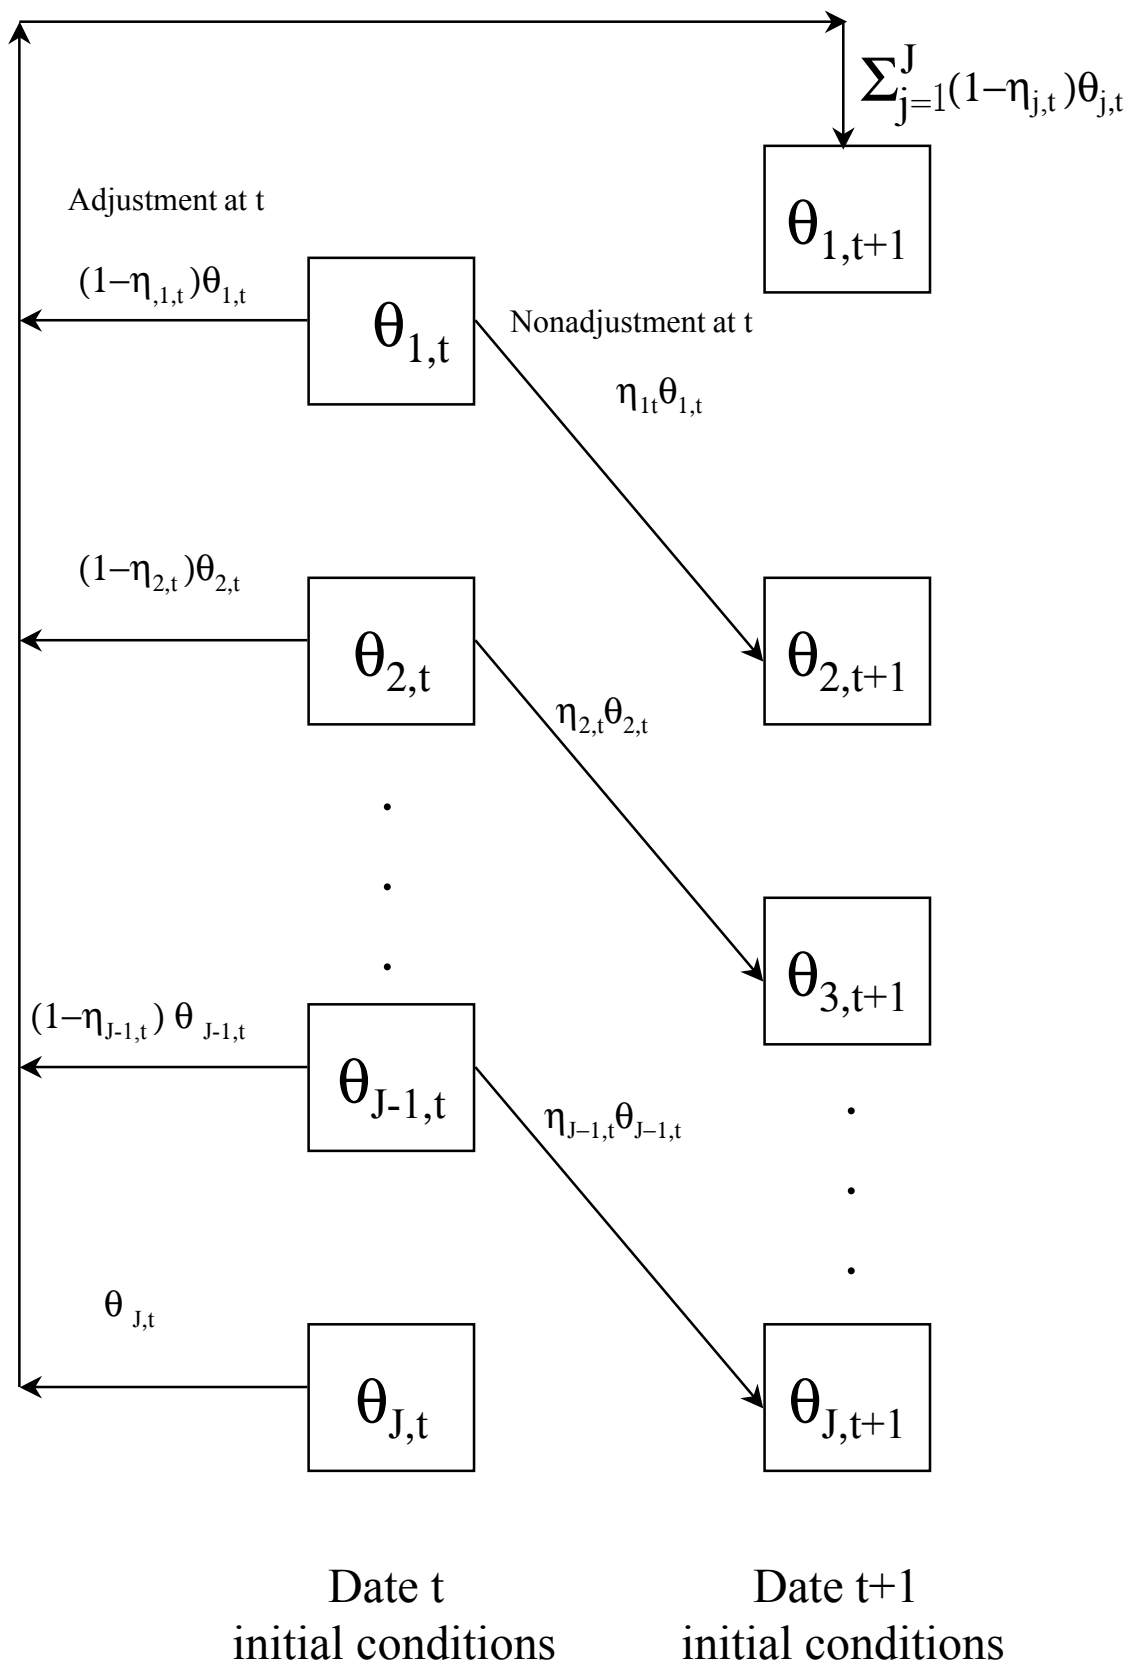 Σ_{j=1}^{J}(1−η_{j,t})θ_{j,t}
θ_{1,t+1}
Adjustment at t
(1−η_{,1,t})θ_{1,t}
θ_{1,t}
Nonadjustment at t
η_{1t}θ_{1,t}
(1−η_{2,t})θ_{2,t}
θ_{2,t}
θ_{2,t+1}
η_{2,t}θ_{2,t}
.
.
.
θ_{3,t+1}
(1−η_{J-1,t}) θ_{J-1,t}
θ_{J-1,t}
η_{J−1,t}θ_{J−1,t}
.
.
.
θ_{J,t}
θ_{J,t}
θ_{J,t+1}
Date t
initial conditions
Date t+1
initial conditions